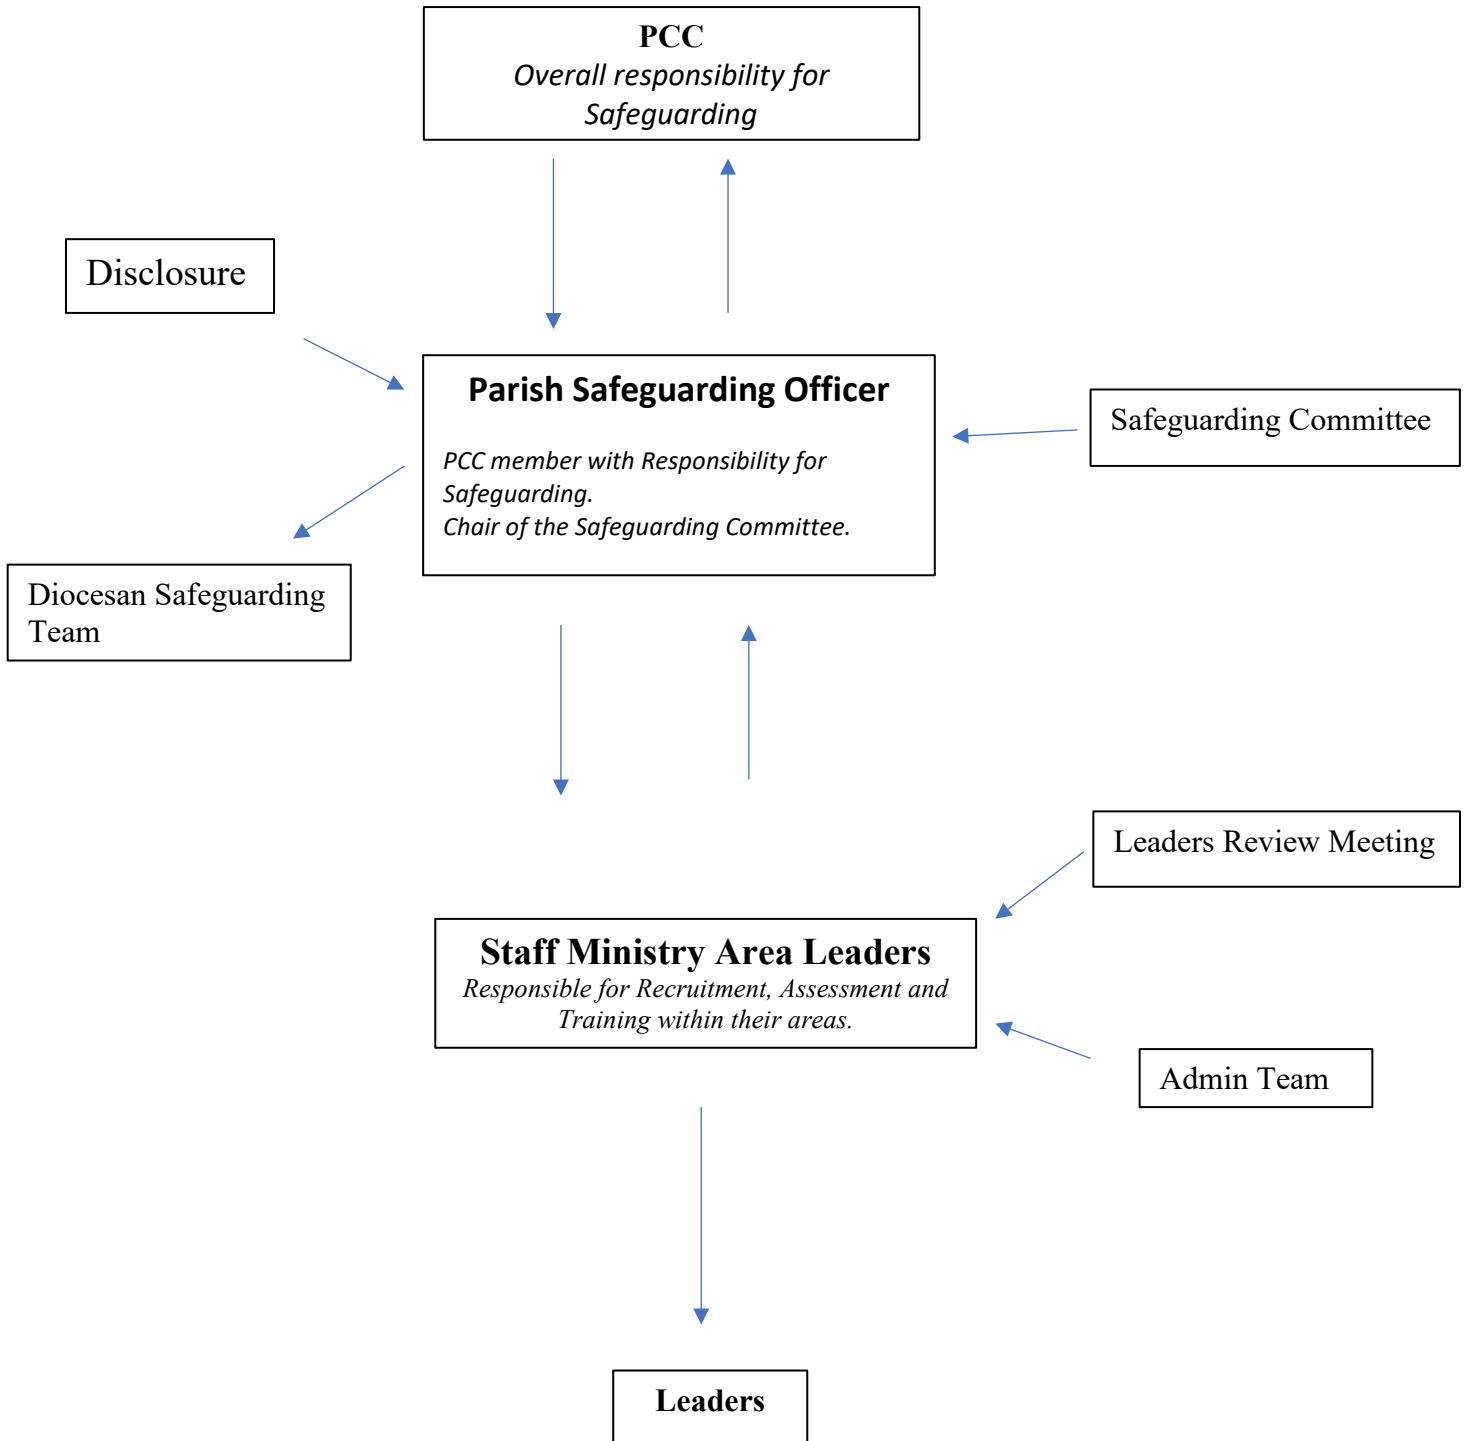 PCC
Overall responsibility for
Safeguarding
Disclosure
Parish Safeguarding Officer
PCC member with Responsibility for
Safeguarding.
Chair of the Safeguarding Committee.
Safeguarding Committee
Diocesan Safeguarding
Team
Leaders Review Meeting
Staff Ministry Area Leaders
Responsible for Recruitment, Assessment and
Training within their areas.
Admin Team
Leaders